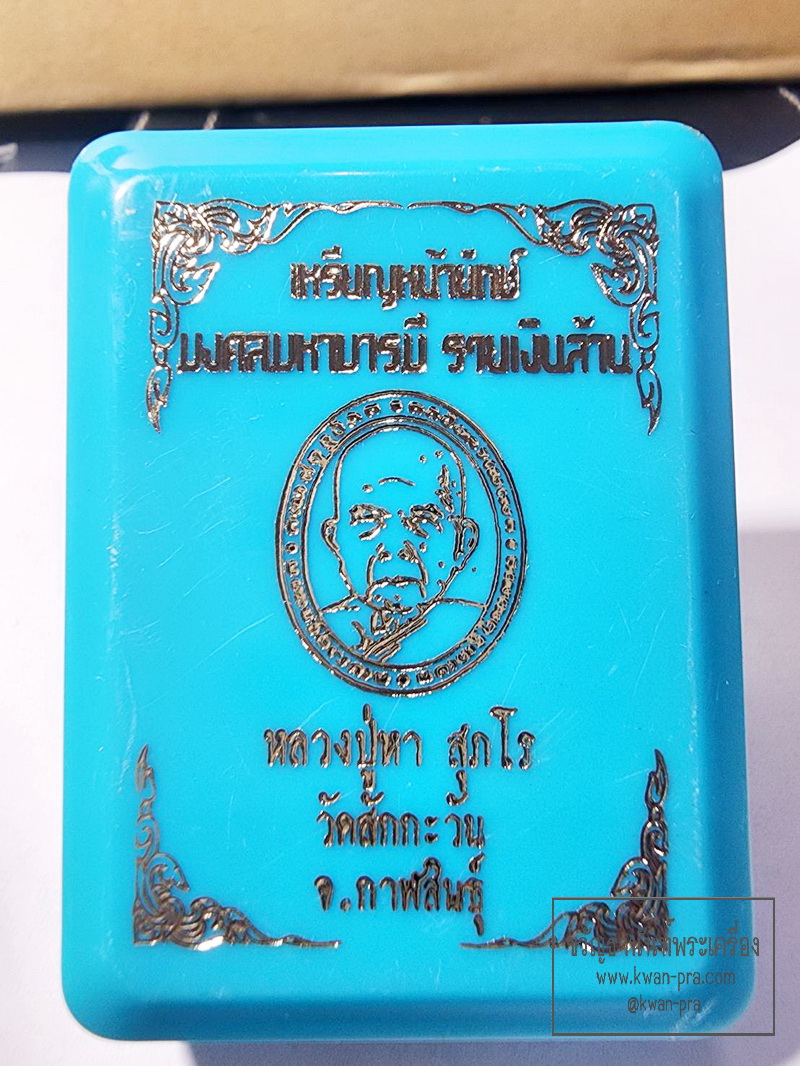 เหรียญหน้ายักษ์
มงคลมหาบารมี รวยเงินล้าน
หลวงปู่หา สุภโร
วัดสักกะวัน
จ.กาฬสินธุ์
www.kwan-pra.com
@kwan-pra